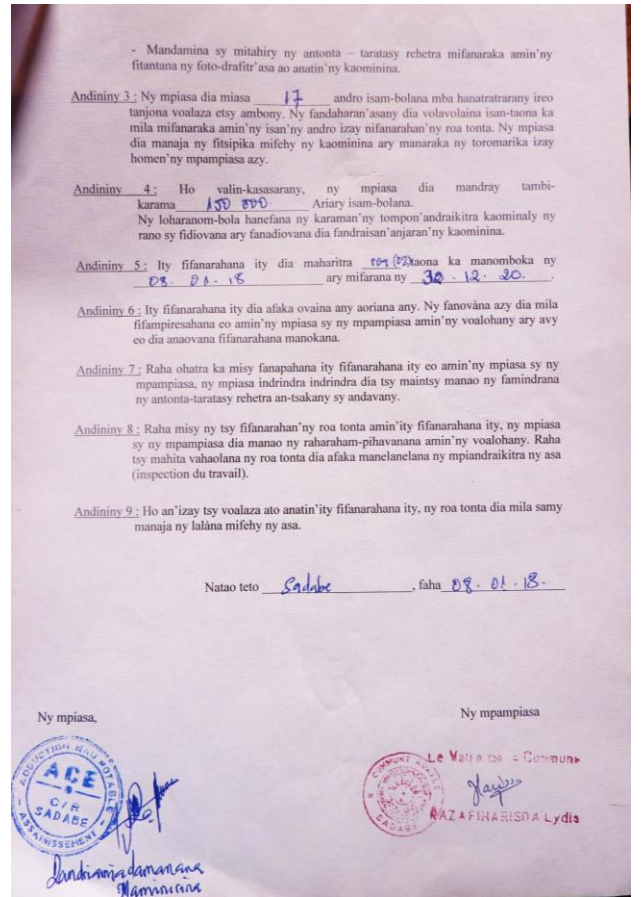 - Mandamina sy mitahiry ny antonta – taratasy rehetra mifanaraka amin'ny
fitantana ny foto-drafitr'asa ao anatin'ny kaominina.
Andininy 3 : Ny mpiasa dia miasa 17 andro isam-bolana mba hanatratrarany ireo
tanjona voalaza etsy ambony. Ny fandaharan'asany dia volavolaina isan-taona ka
mila mifanaraka amin'ny isan'ny andro izay nifanarahan'ny roa tonta. Ny mpiasa
dia manaja ny fitsipika mifehy ny kaominina ary manaraka ny toromarika izay
homen'ny mpampiasa azy.
Andininy 4 : Ho valin-kasasarany, ny mpiasa dia mandray tambi-
karama 150 000 Ariary isam-bolana.
Ny loharanom-bola hanefana ny karaman'ny tompon'andraikitra kaominaly ny
rano sy fidiovana ary fanadiovana dia fandraisan'anjaran'ny kaominina.
Andininy 5 : Ity fifanarahana ity dia maharitra roa (02) taona ka manomboka ny
08. 01 - 18 ary mifarana ny 30 . 12 . 20. .
Andininy 6 : Ity fifanarahana ity dia afaka ovaina any aoriana any. Ny fanovàna azy dia mila
fifampiresahana eo amin'ny mpiasa sy ny mpampiasa amin'ny voalohany ary avy
eo dia anaovana fifanarahana manokana.
Andininy 7 : Raha ohatra ka misy fanapahana ity fifanarahana ity eo amin'ny mpiasa sy ny
mpampiasa, ny mpiasa indrindra indrindra dia tsy maintsy manao ny famindrana
ny antonta-taratasy rehetra an-tsakany sy andavany.
Andininy 8 : Raha misy ny tsy fifanarahan'ny roa tonta amin'ity fifanarahana ity, ny mpiasa
sy ny mpampiasa dia manao ny raharaham-pihavanana amin'ny voalohany. Raha
tsy mahita vahaolana ny roa tonta dia afaka manelanelana ny mpiandraikitra ny asa
(inspection du travail).
Andininy 9 : Ho an'izay tsy voalaza ato anatin'ity fifanarahana ity, ny roa tonta dia mila samy
manaja ny lalàna mifehy ny asa.
Natao teto Sadabe , faha 08. 01 . 18.
Ny mpiasa,
Ny mpampiasa
ADDUCTION EAU POTABLE
ACE
C/R
SADABE
ASSAINISSEMENT
COMMUNE RURALE
SADABE
Le Maire de la Commune
RAZAFIHARISOA Lydia